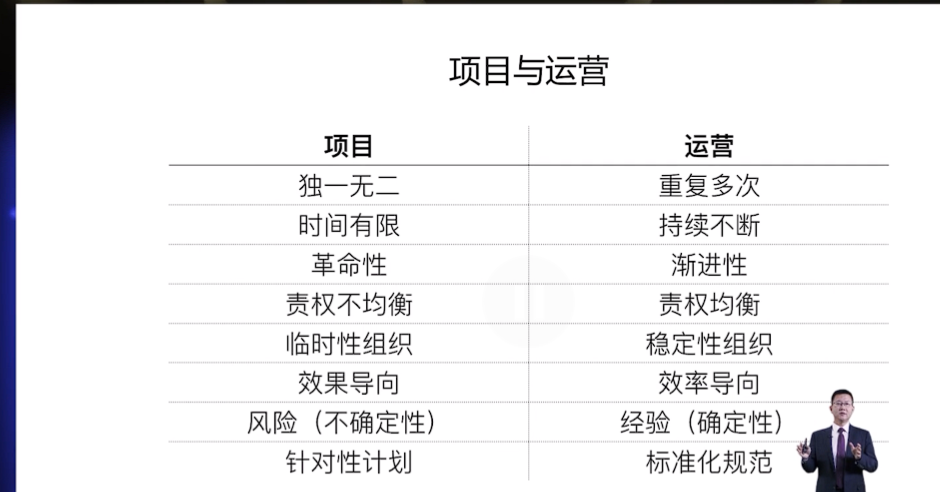 项目与运营
项目 运营
独一无二 重复多次
时间有限 持续不断
革命性 渐进性
责权不均衡 责权均衡
临时性组织 稳定性组织
效果导向 效率导向
风险（不确定性） 经验（确定性）
针对性计划 标准化规范